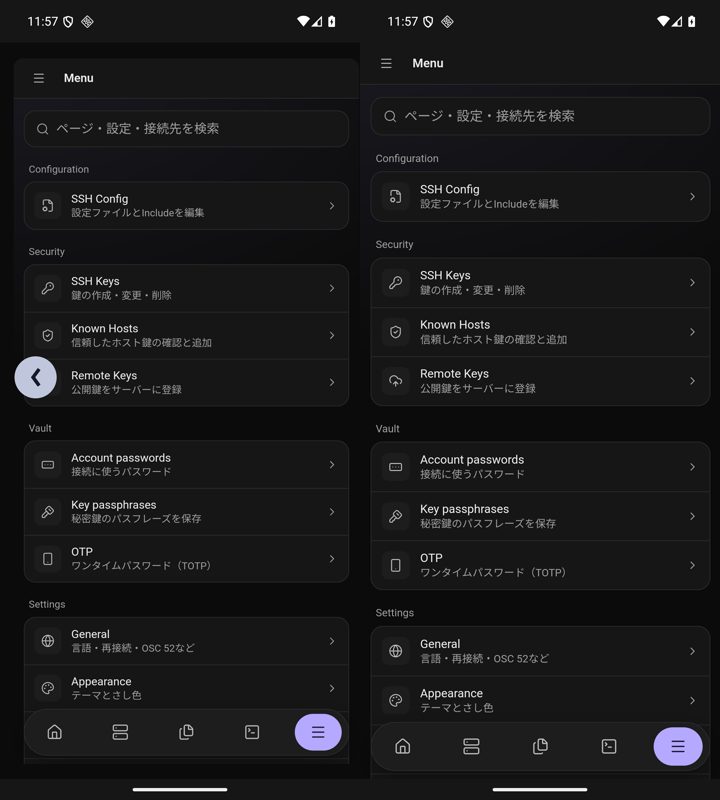 11:57
Menu
ページ・設定・接続先を検索
Configuration
SSH Config
設定ファイルとIncludeを編集
Security
SSH Keys
鍵の作成・変更・削除
Known Hosts
信頼したホスト鍵の確認と追加
Remote Keys
公開鍵をサーバーに登録
Vault
Account passwords
接続に使うパスワード
Key passphrases
秘密鍵のパスフレーズを保存
OTP
ワンタイムパスワード（TOTP）
Settings
General
言語・再接続・OSC 52など
Appearance
テーマとさし色
11:57
Menu
ページ・設定・接続先を検索
Configuration
SSH Config
設定ファイルとIncludeを編集
Security
SSH Keys
鍵の作成・変更・削除
Known Hosts
信頼したホスト鍵の確認と追加
Remote Keys
公開鍵をサーバーに登録
Vault
Account passwords
接続に使うパスワード
Key passphrases
秘密鍵のパスフレーズを保存
OTP
ワンタイムパスワード（TOTP）
Settings
General
言語・再接続・OSC 52など
Appearance
テーマとさし色